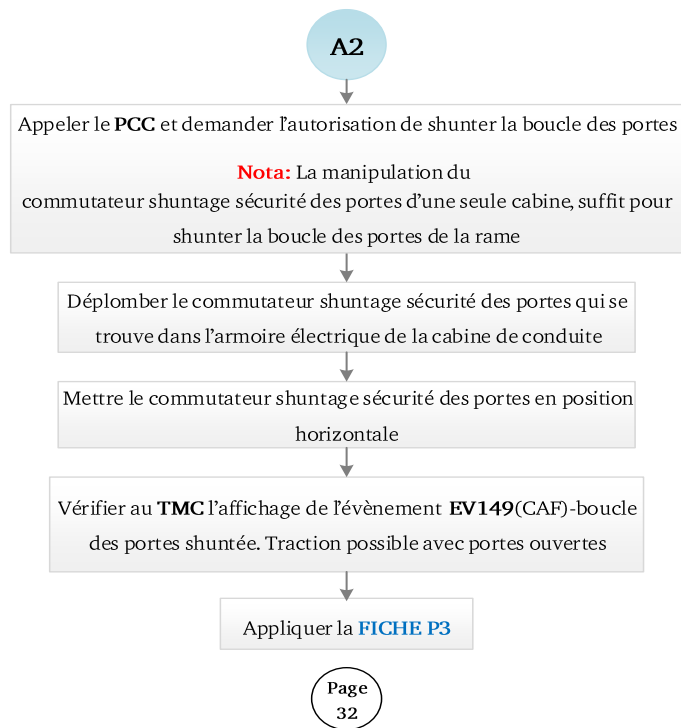 A2
Appeler le PCC et demander l'autorisation de shunter la boucle des portes
Nota: La manipulation du
commutateur shuntage sécurité des portes d'une seule cabine, suffit pour
shunter la boucle des portes de la rame
Déplomber le commutateur shuntage sécurité des portes qui se
trouve dans l'armoire électrique de la cabine de conduite
Mettre le commutateur shuntage sécurité des portes en position
horizontale
Vérifier au TMC l'affichage de l'évènement EV149(CAF)-boucle
des portes shuntée. Traction possible avec portes ouvertes
Appliquer la FICHE P3
Page
32